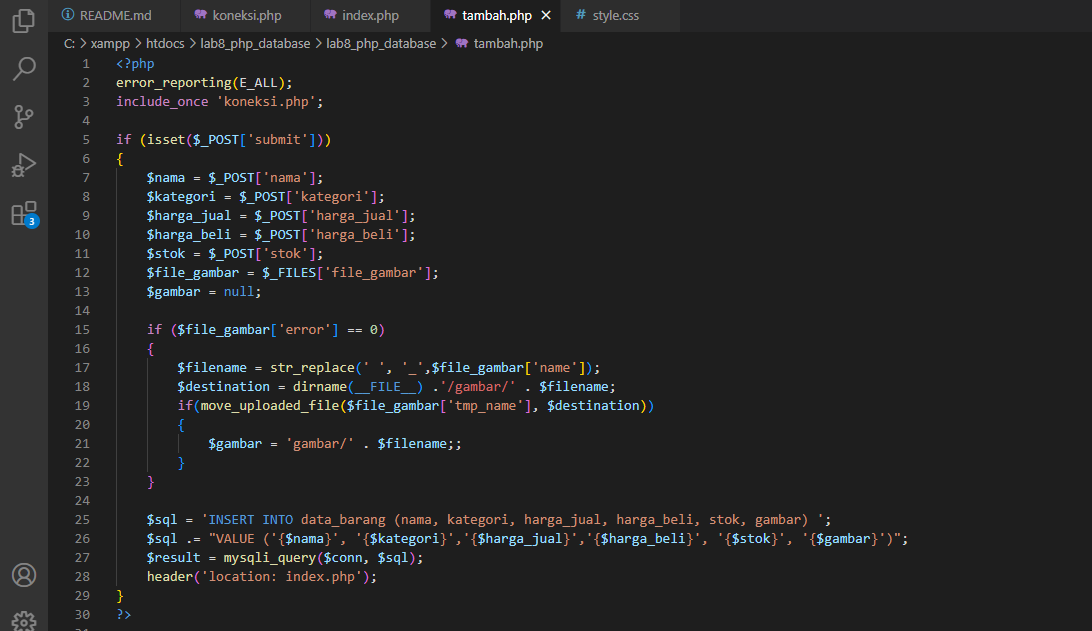 README.md koneksi.php index.php tambah.php × # style.css
C: > xampp > htdocs > lab8_php_database > lab8_php_database > tambah.php
1 <?php
2 error_reporting(E_ALL);
3 include_once 'koneksi.php';
4
5 if (isset($_POST['submit']))
6 {
7 $nama = $_POST['nama'];
8 $kategori = $_POST['kategori'];
9 $harga_jual = $_POST['harga_jual'];
10 $harga_beli = $_POST['harga_beli'];
11 $stok = $_POST['stok'];
12 $file_gambar = $_FILES['file_gambar'];
13 $gambar = null;
14
15 if ($file_gambar['error'] == 0)
16 {
17 $filename = str_replace(' ', '_',$file_gambar['name']);
18 $destination = dirname(__FILE__) .'/gambar/' . $filename;
19 if(move_uploaded_file($file_gambar['tmp_name'], $destination))
20 {
21 $gambar = 'gambar/' . $filename;;
22 }
23 }
24
25 $sql = 'INSERT INTO data_barang (nama, kategori, harga_jual, harga_beli, stok, gambar) ';
26 $sql .= "VALUE ('{$nama}', '{$kategori}','{$harga_jual}','{$harga_beli}', '{$stok}', '{$gambar}')";
27 $result = mysqli_query($conn, $sql);
28 header('location: index.php');
29 }
30 ?>
3